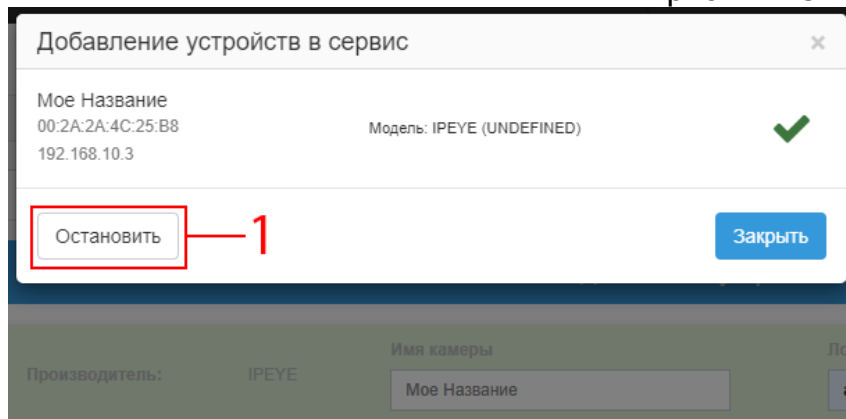 Добавление устройств в сервис ×
Мое Название
00:2A:2A:4C:25:B8
192.168.10.3
Модель: IPEYE (UNDEFINED)
Остановить
1
Закрыть
Имя камеры
Производитель: IPEYE
Мое Название